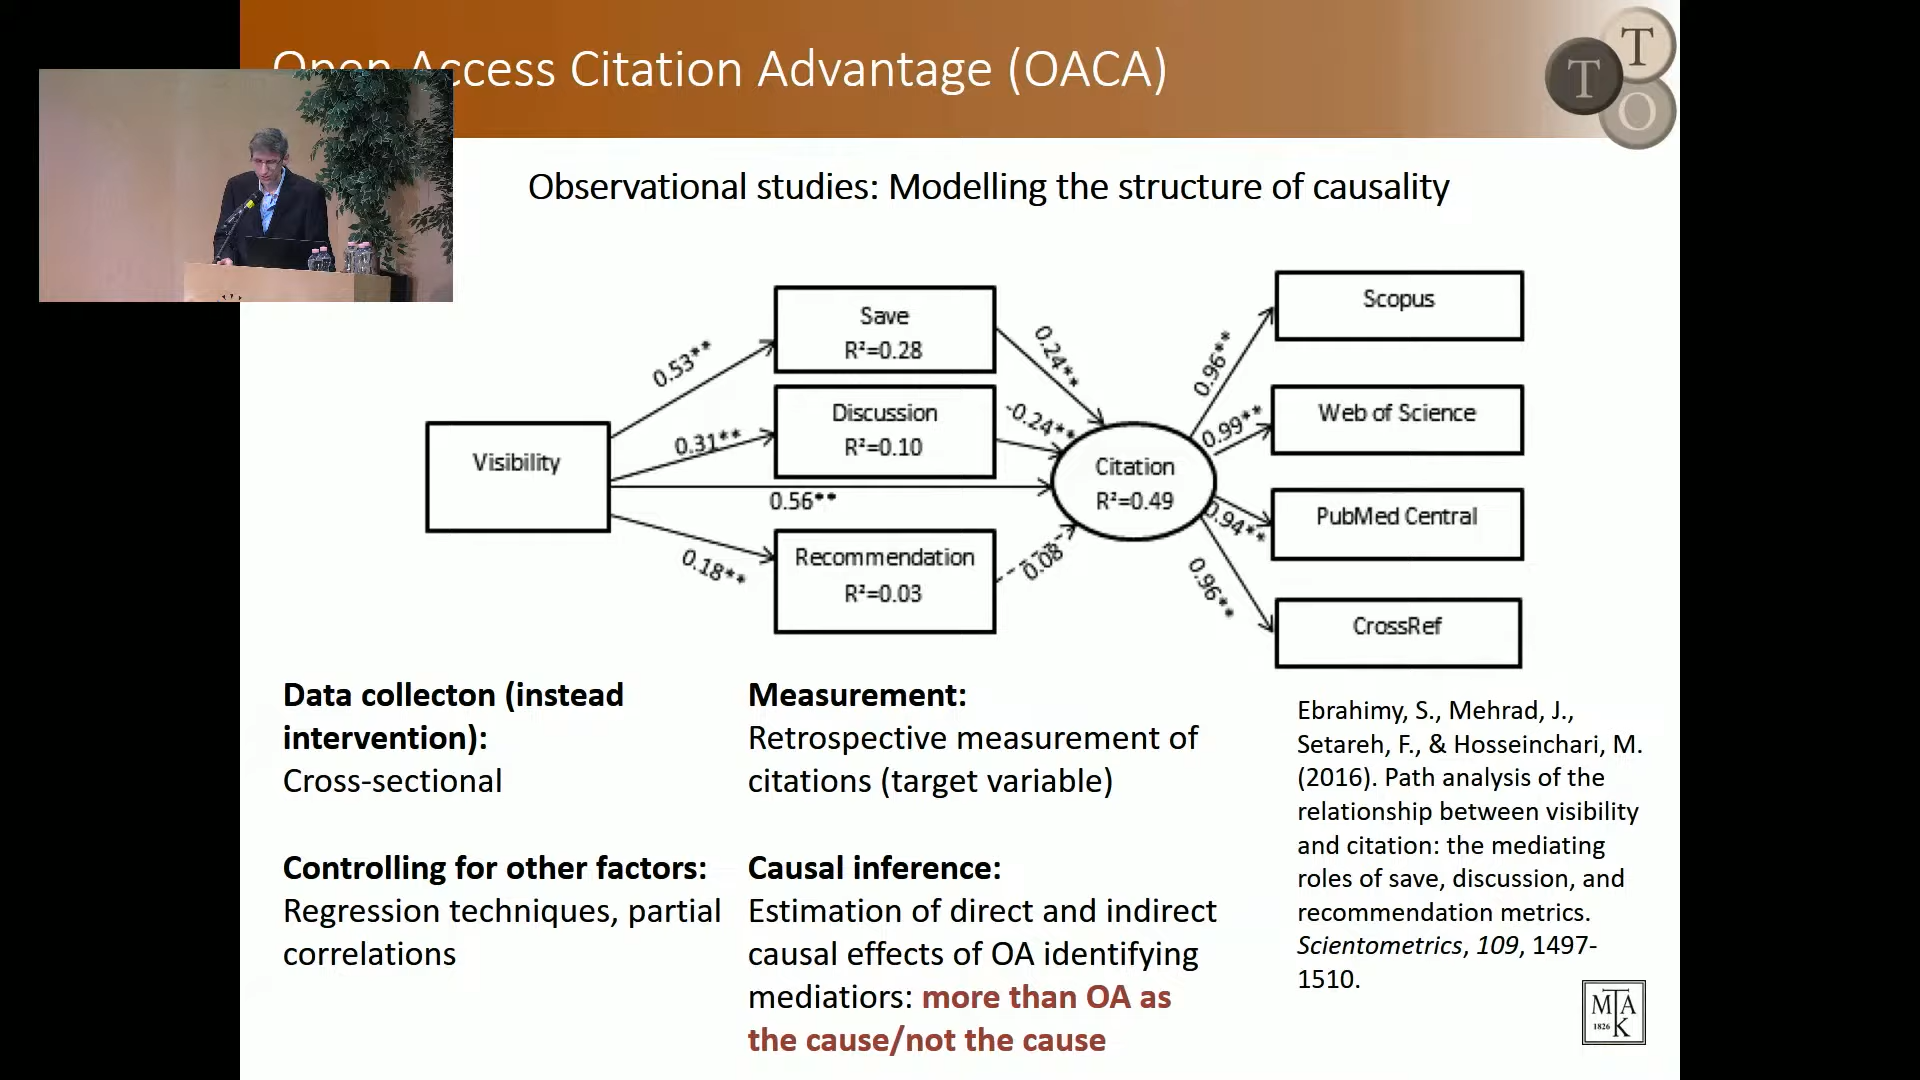 Open Access Citation Advantage (OACA)
T
T
O
Observational studies: Modelling the structure of causality
Visibility
0.53**
0.31**
0.56**
0.18**
Save
R²=0.28
Discussion
R²=0.10
Recommendation
R²=0.03
0.24**
-0.24**
0.08
Citation
R²=0.49
0.96**
0.99**
0.94**
0.96**
Scopus
Web of Science
PubMed Central
CrossRef
Data collecton (instead
intervention):
Cross-sectional
Controlling for other factors:
Regression techniques, partial
correlations
Measurement:
Retrospective measurement of
citations (target variable)
Causal inference:
Estimation of direct and indirect
causal effects of OA identifying
mediatiors: more than OA as
the cause/not the cause
Ebrahimy, S., Mehrad, J.,
Setareh, F., & Hosseinchari, M.
(2016). Path analysis of the
relationship between visibility
and citation: the mediating
roles of save, discussion, and
recommendation metrics.
Scientometrics, 109, 1497-
1510.
MTA
1826 K